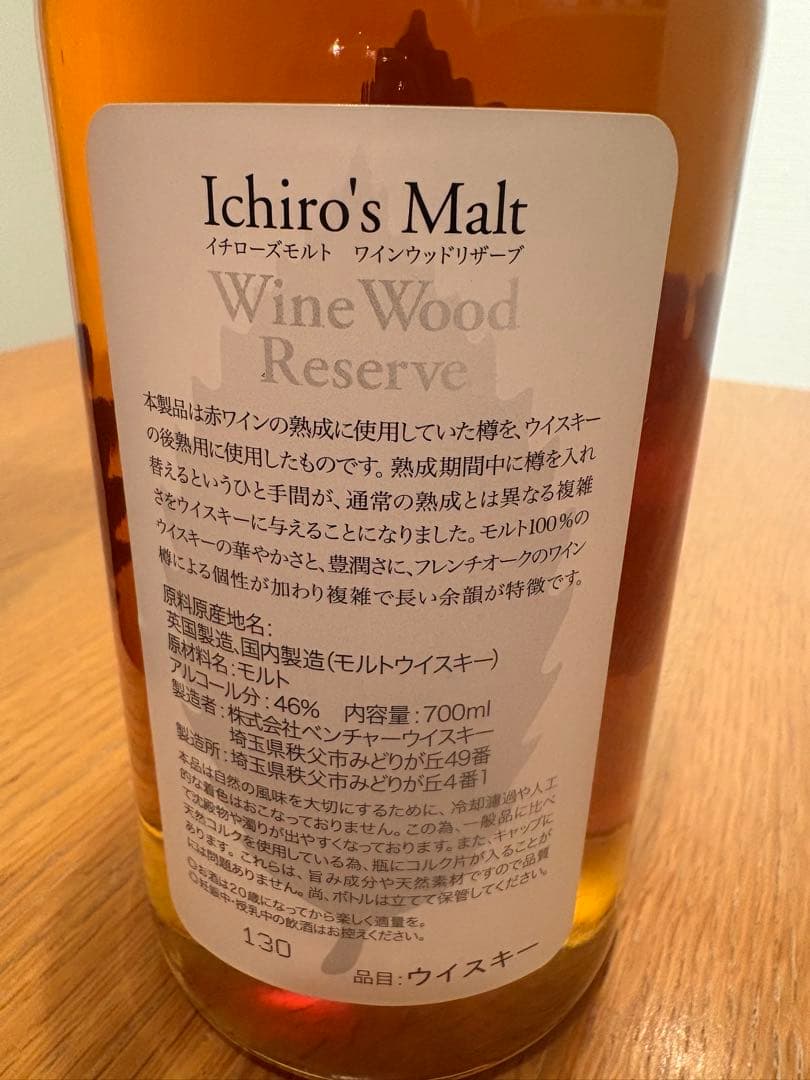 Ichiro's Malt
イチローズモルト ワインウッドリザーブ
Wine Wood
Reserve
本製品は赤ワインの熟成に使用していた樽を、ウイスキー
の後熟用に使用したものです。熟成期間中に樽を入れ
替えるというひと手間が、通常の熟成とは異なる複雑
さをウイスキーに与えることになりました。モルト100%の
ウイスキーの華やかさと、豊潤さに、フレンチオークのワイン
樽による個性が加わり複雑で長い余韻が特徴です。
原料原産地名:
英国製造、国内製造(モルトウイスキー)
原材料名:モルト
アルコール分:46% 内容量:700ml
製造者:株式会社ベンチャーウイスキー
埼玉県秩父市みどりが丘49番
製造所:埼玉県秩父市みどりが丘4番1
本品は自然の風味を大切にするために、冷却濾過や人工
的な着色はおこなっておりません。この為、一般品に比べ
て沈殿物や濁りが出やすくなっております。また、キャップに
天然コルクを使用している為、瓶にコルク片が入ることが
あります。これらは、旨み成分や天然素材ですので品質
には問題ありません。尚、ボトルは立てて保管してください。
◎お酒は20歳になってから楽しく適量を。
◎妊娠中・授乳中の飲酒はお控えください。
130
品目:ウイスキー